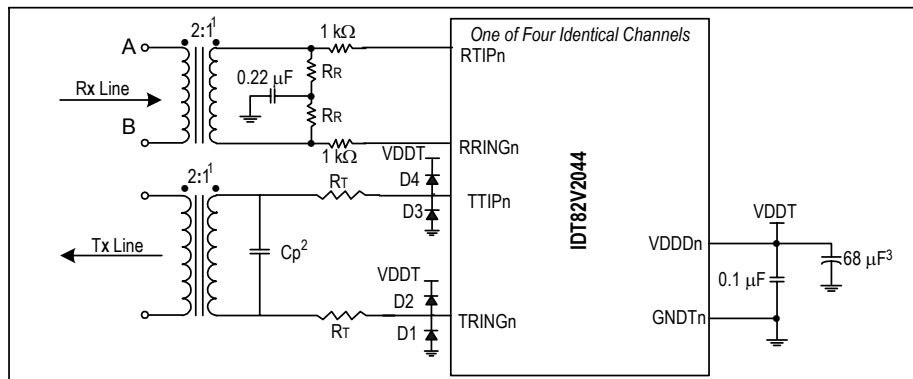 One of Four Identical Channels
2:1¹
1 kΩ
A
RTIPn
RR
0.22 µF
Rx Line
RR
B
RRINGn
1 kΩ
VDDT
2:1¹
RT
D4
TTIPn
D3
VDDT
IDT82V2044
VDDDn
Tx Line
Cp²
68 µF³
0.1 µF
VDDT
D2
GNDTn
TRINGn
RT
D1